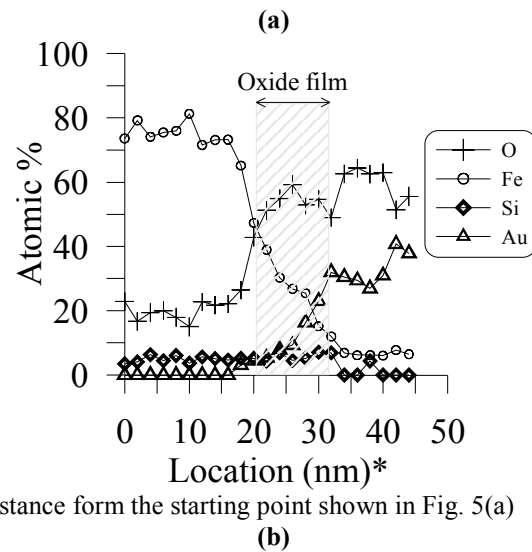 (a)
Oxide film
100
80
60
40
20
0
Atomic %
O
Fe
Si
Au
0 10 20 30 40 50
Location (nm)*
stance form the starting point shown in Fig. 5(a)
(b)